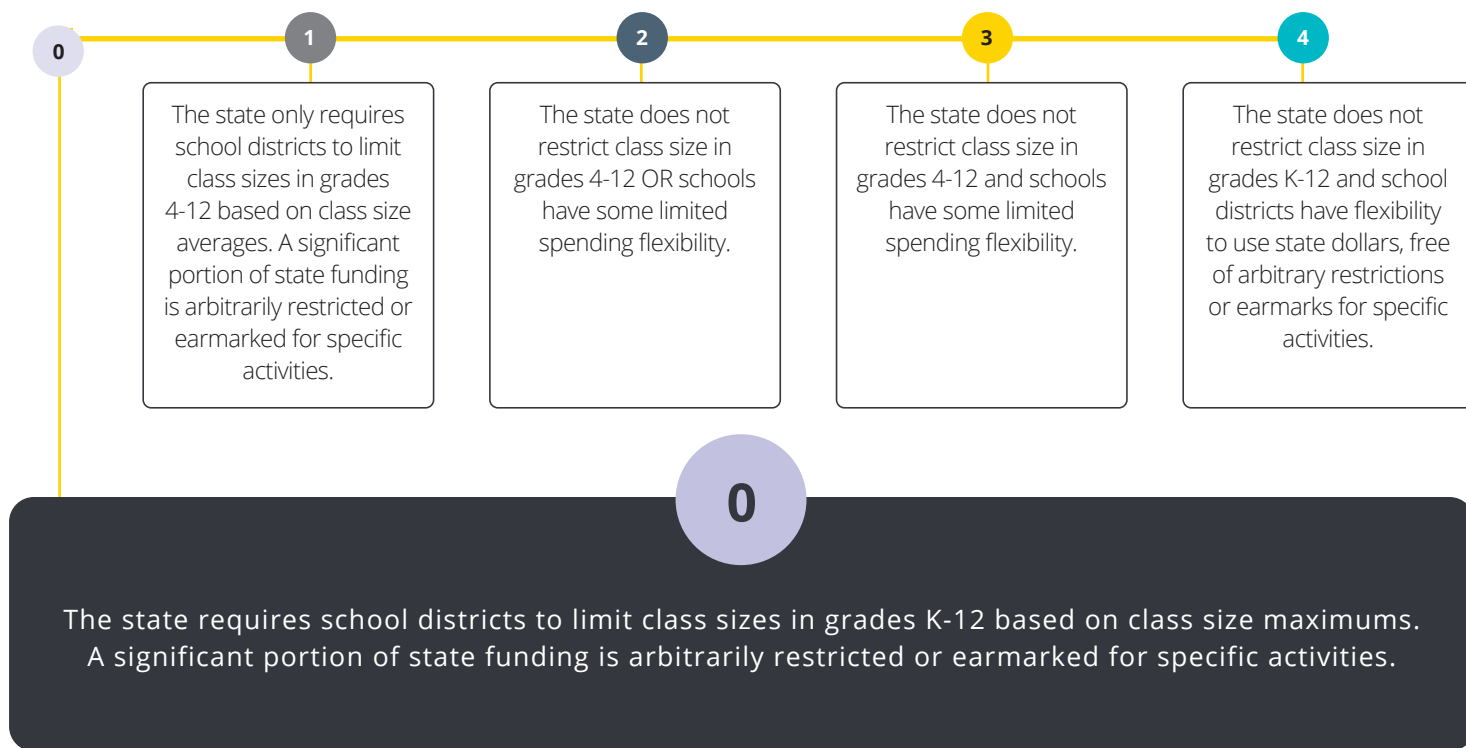 0
1
2
3
4
The state only requires
school districts to limit
class sizes in grades
4-12 based on class size
averages. A significant
portion of state funding
is arbitrarily restricted or
earmarked for specific
activities.
The state does not
restrict class size in
grades 4-12 OR schools
have some limited
spending flexibility.
The state does not
restrict class size in
grades 4-12 and schools
have some limited
spending flexibility.
The state does not
restrict class size in
grades K-12 and school
districts have flexibility
to use state dollars, free
of arbitrary restrictions
or earmarks for specific
activities.
0
The state requires school districts to limit class sizes in grades K-12 based on class size maximums.
A significant portion of state funding is arbitrarily restricted or earmarked for specific activities.